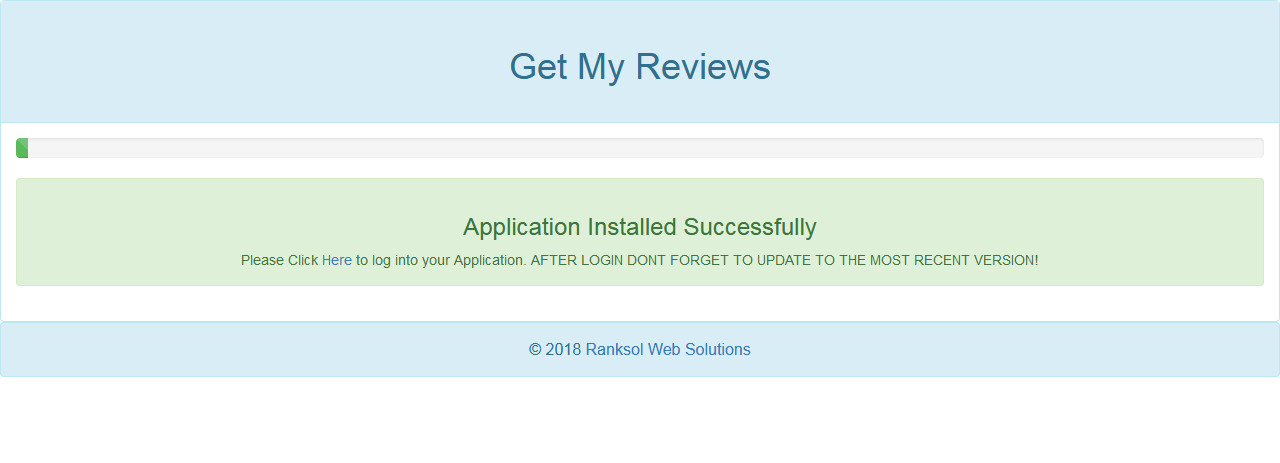 Get My Reviews
Application Installed Successfully
Please Click Here to log into your Application. AFTER LOGIN DONT FORGET TO UPDATE TO THE MOST RECENT VERSION!
© 2018 Ranksol Web Solutions